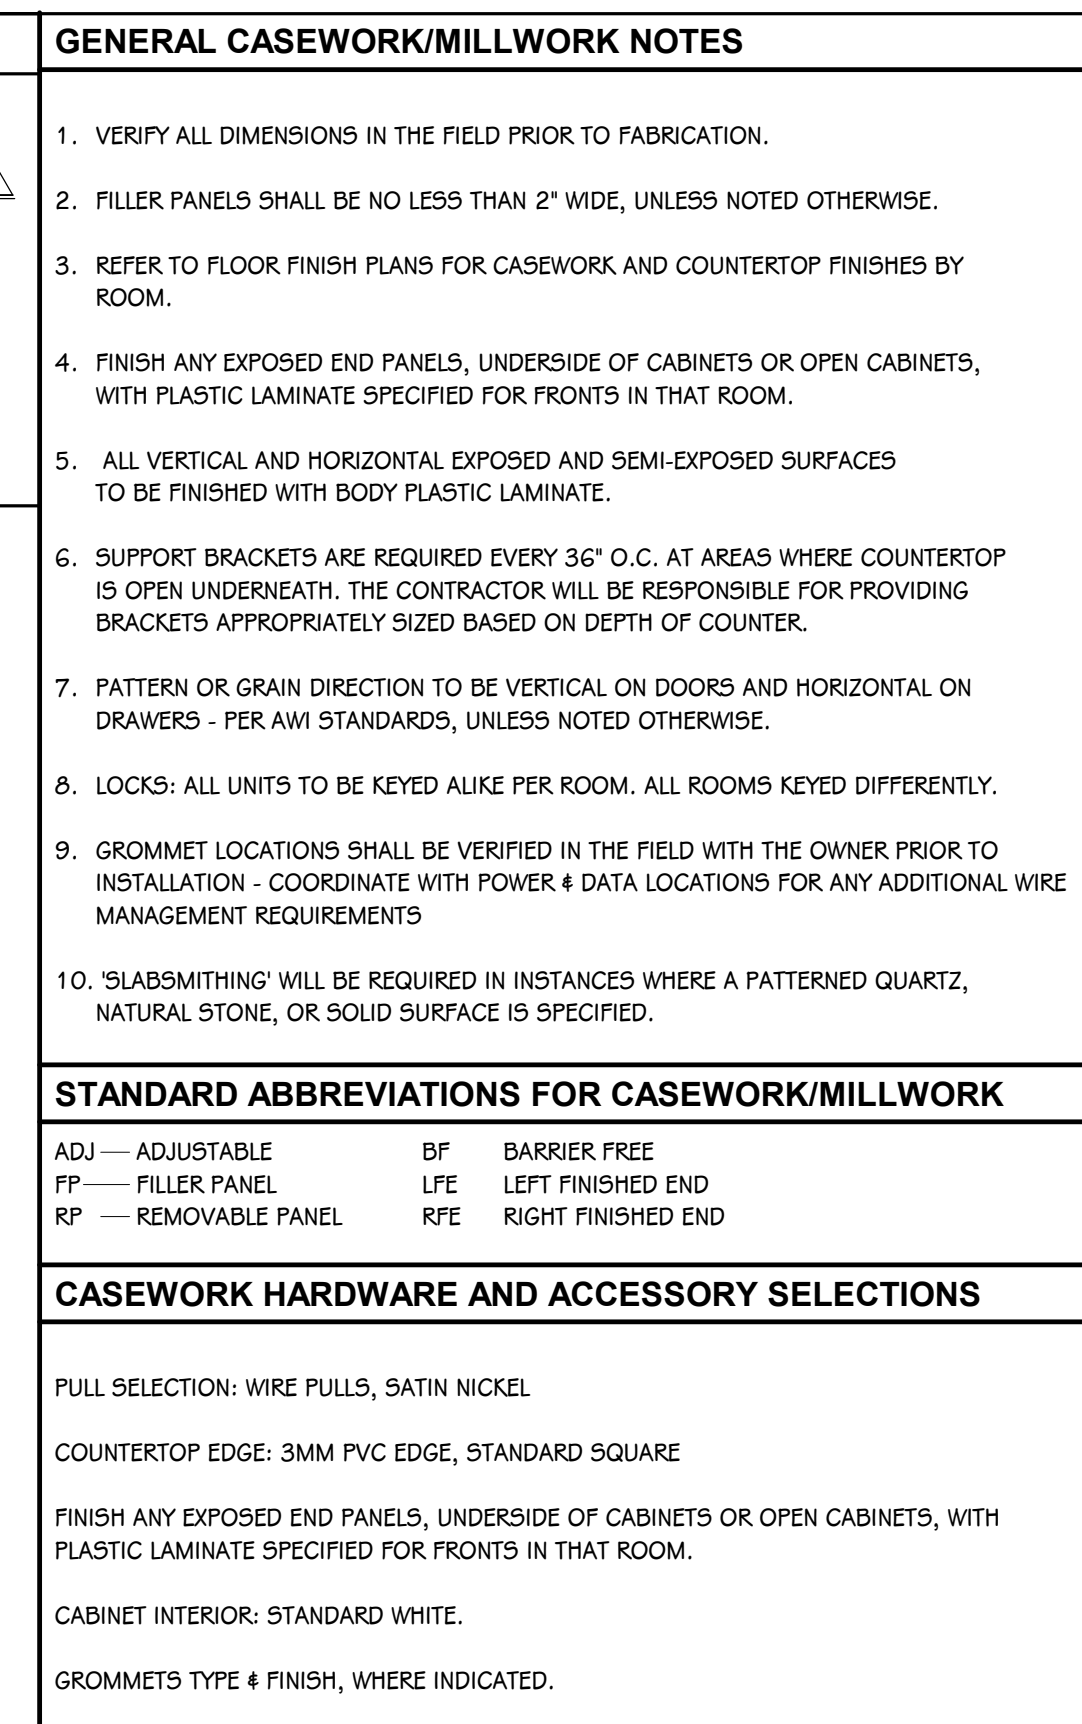 GENERAL CASEWORK/MILLWORK NOTES
1. VERIFY ALL DIMENSIONS IN THE FIELD PRIOR TO FABRICATION.
2. FILLER PANELS SHALL BE NO LESS THAN 2" WIDE, UNLESS NOTED OTHERWISE.
3. REFER TO FLOOR FINISH PLANS FOR CASEWORK AND COUNTERTOP FINISHES BY
ROOM.
4. FINISH ANY EXPOSED END PANELS, UNDERSIDE OF CABINETS OR OPEN CABINETS,
WITH PLASTIC LAMINATE SPECIFIED FOR FRONTS IN THAT ROOM.
5. ALL VERTICAL AND HORIZONTAL EXPOSED AND SEMI-EXPOSED SURFACES
TO BE FINISHED WITH BODY PLASTIC LAMINATE.
6. SUPPORT BRACKETS ARE REQUIRED EVERY 36" O.C. AT AREAS WHERE COUNTERTOP
IS OPEN UNDERNEATH. THE CONTRACTOR WILL BE RESPONSIBLE FOR PROVIDING
BRACKETS APPROPRIATELY SIZED BASED ON DEPTH OF COUNTER.
7. PATTERN OR GRAIN DIRECTION TO BE VERTICAL ON DOORS AND HORIZONTAL ON
DRAWERS - PER AWI STANDARDS, UNLESS NOTED OTHERWISE.
8. LOCKS: ALL UNITS TO BE KEYED ALIKE PER ROOM. ALL ROOMS KEYED DIFFERENTLY.
9. GROMMET LOCATIONS SHALL BE VERIFIED IN THE FIELD WITH THE OWNER PRIOR TO
INSTALLATION - COORDINATE WITH POWER & DATA LOCATIONS FOR ANY ADDITIONAL WIRE
MANAGEMENT REQUIREMENTS
10. 'SLABSMITHING' WILL BE REQUIRED IN INSTANCES WHERE A PATTERNED QUARTZ,
NATURAL STONE, OR SOLID SURFACE IS SPECIFIED.
STANDARD ABBREVIATIONS FOR CASEWORK/MILLWORK
ADJ — ADJUSTABLE BF BARRIER FREE
FP — FILLER PANEL LFE LEFT FINISHED END
RP — REMOVABLE PANEL RFE RIGHT FINISHED END
CASEWORK HARDWARE AND ACCESSORY SELECTIONS
PULL SELECTION: WIRE PULLS, SATIN NICKEL
COUNTERTOP EDGE: 3MM PVC EDGE, STANDARD SQUARE
FINISH ANY EXPOSED END PANELS, UNDERSIDE OF CABINETS OR OPEN CABINETS, WITH
PLASTIC LAMINATE SPECIFIED FOR FRONTS IN THAT ROOM.
CABINET INTERIOR: STANDARD WHITE.
GROMMETS TYPE & FINISH, WHERE INDICATED.